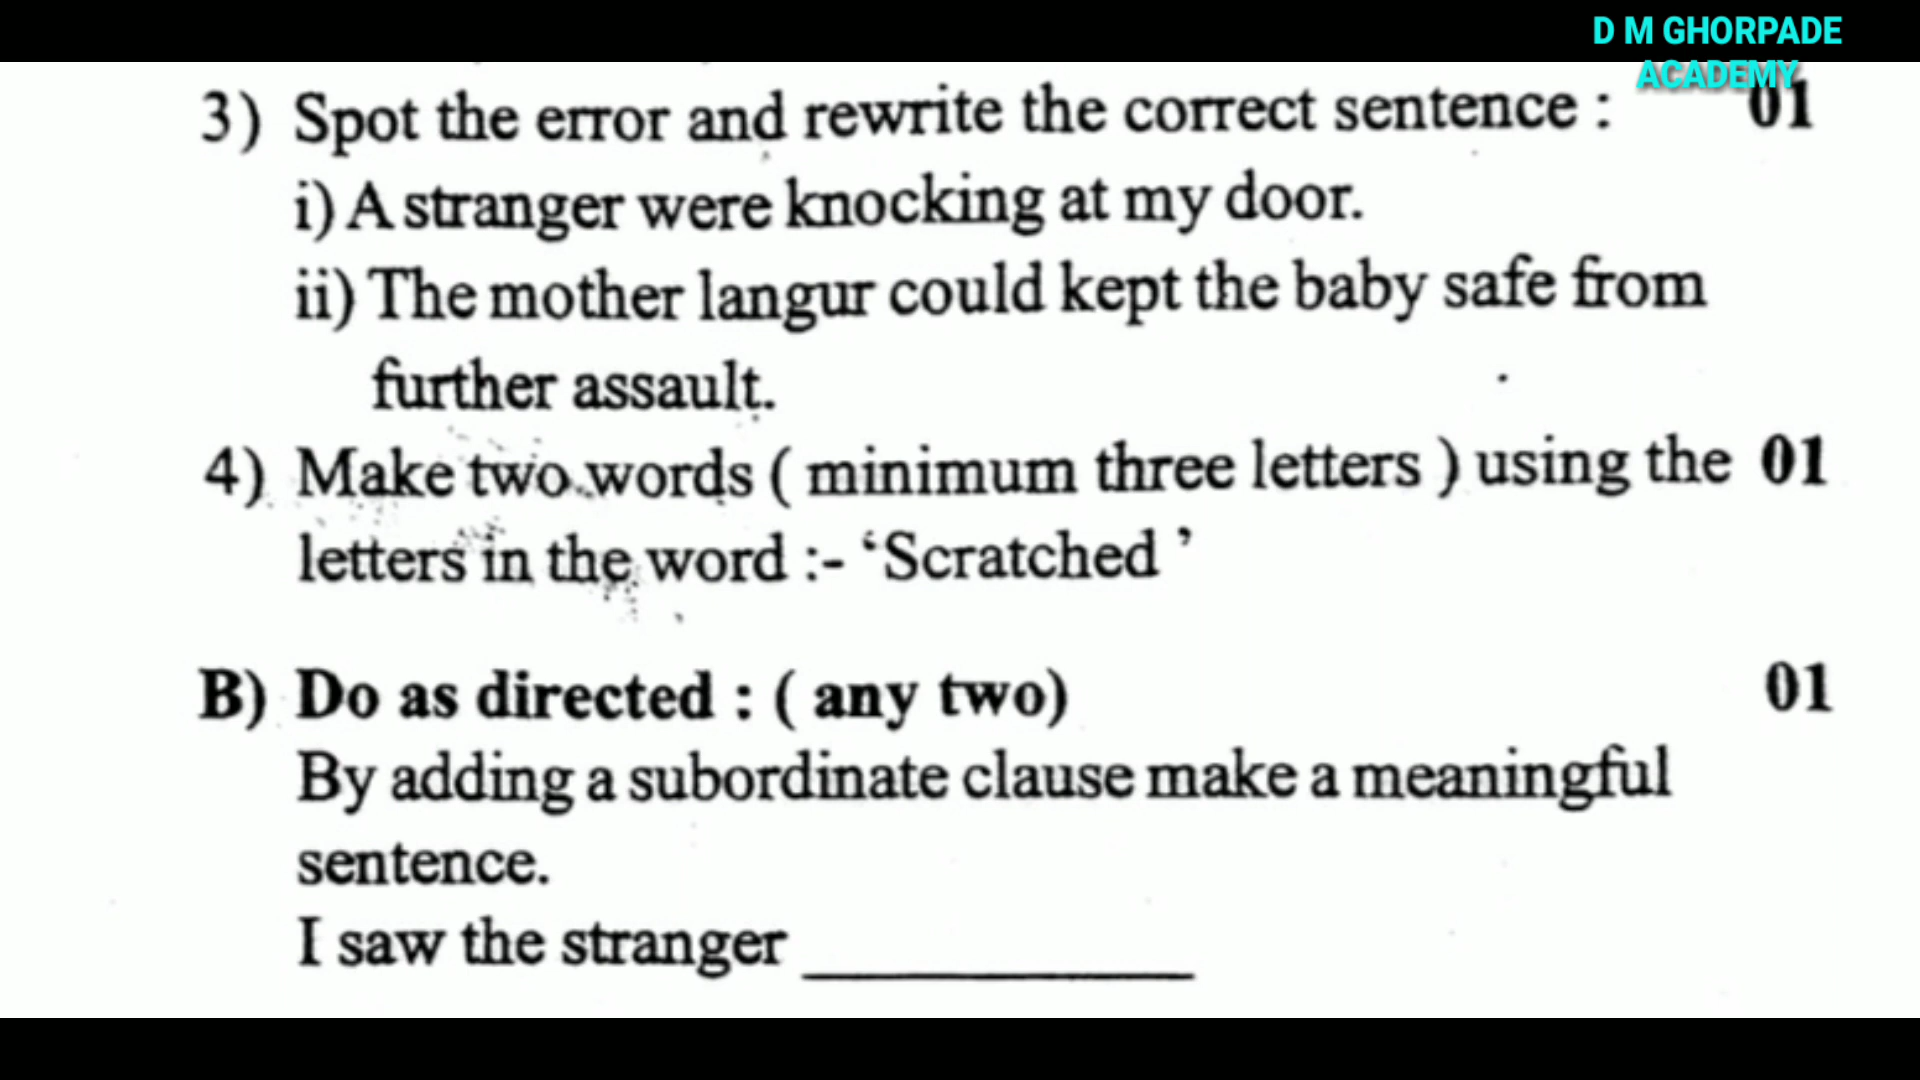 D M GHORPADE
ACADEMY
3) Spot the error and rewrite the correct sentence : 01
i) A stranger were knocking at my door.
ii) The mother langur could kept the baby safe from
further assault.
4) Make two words ( minimum three letters ) using the 01
letters in the word :- ‘Scratched ’
B) Do as directed : ( any two) 01
By adding a subordinate clause make a meaningful
sentence.
I saw the stranger ____________